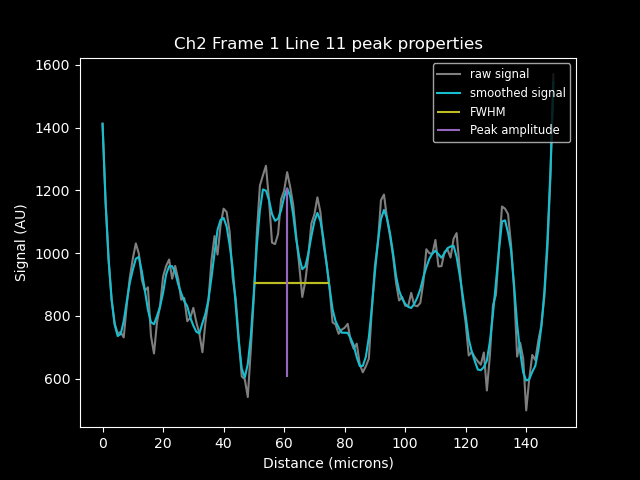 Ch2 Frame 1 Line 11 peak properties
raw signal
smoothed signal
FWHM
Peak amplitude
1600
1400
1200
1000
800
600
Signal (AU)
0
20
40
60
80
100
120
140
Distance (microns)